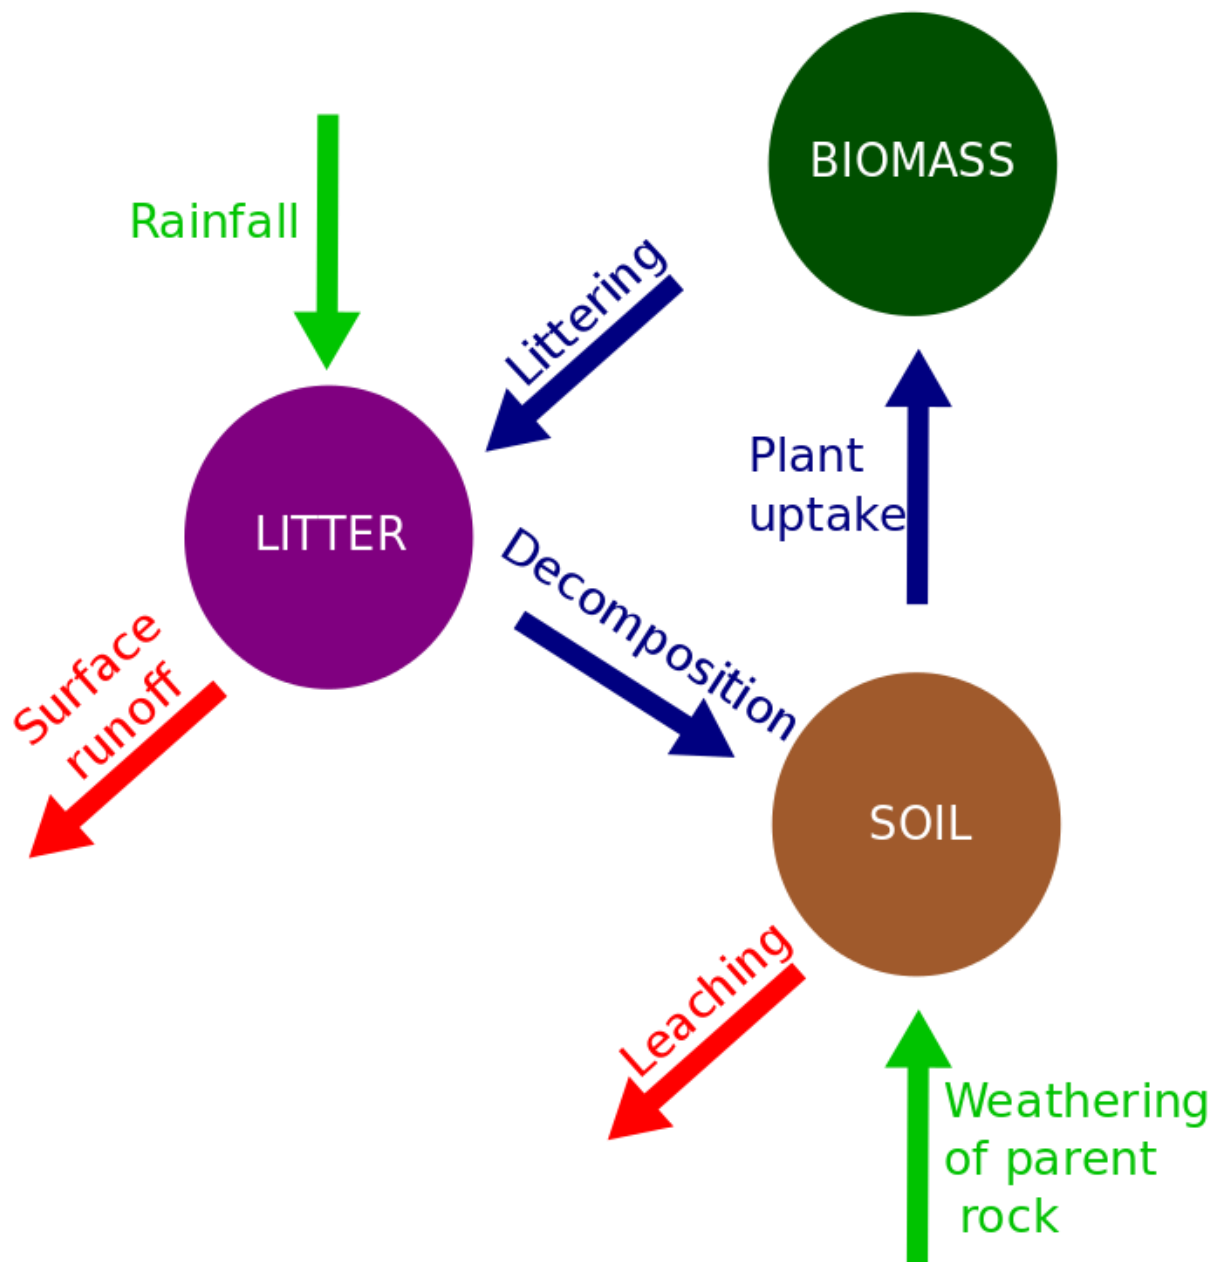 BIOMASS
Rainfall
Littering
Plant
uptake
LITTER
Decomposition
Surface
runoff
SOIL
Leaching
Weathering
of parent
rock